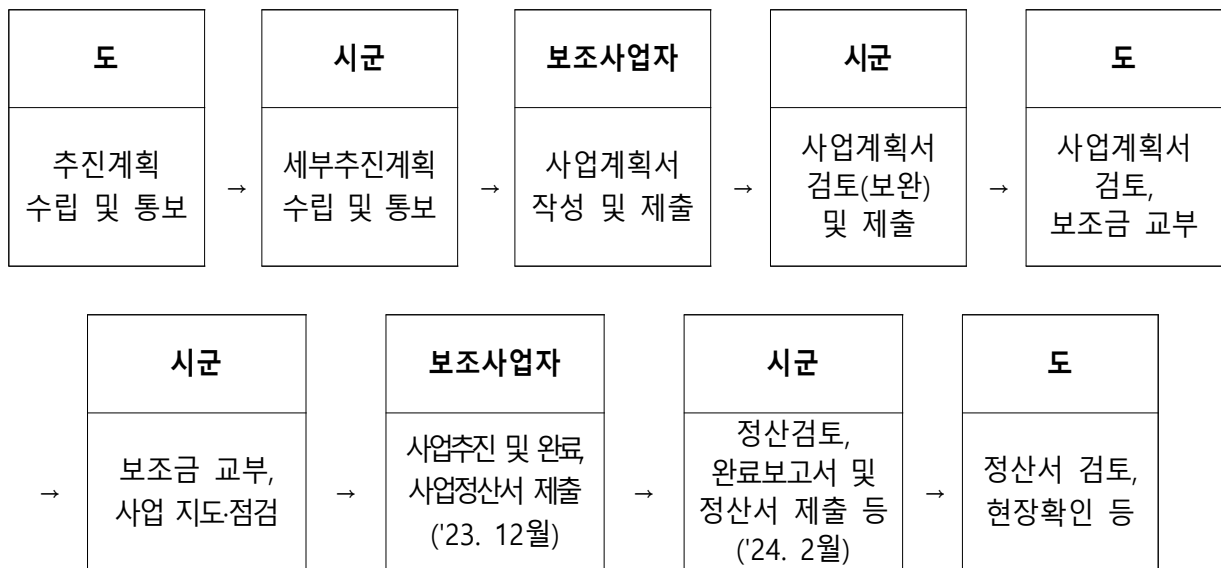 도
추진계획
수립 및 통보
→
시군
세부추진계획
수립 및 통보
→
보조사업자
사업계획서
작성 및 제출
→
시군
사업계획서
검토(보완)
및 제출
→
도
사업계획서
검토,
보조금 교부
→
시군
보조금 교부,
사업 지도·점검
→
보조사업자
사업추진 및 완료,
사업정산서 제출
('23. 12월)
→
시군
정산검토,
완료보고서 및
정산서 제출 등
('24. 2월)
→
도
정산서 검토,
현장확인 등